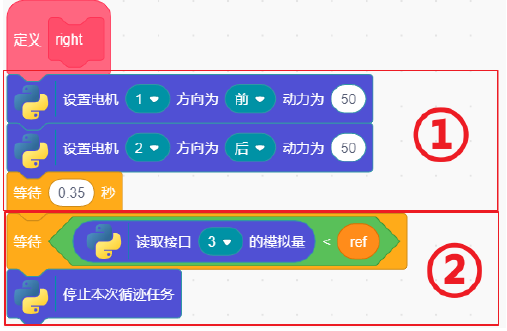 定义 right
设置电机 1 方向为 前 动力为 50
①
设置电机 2 方向为 后 动力为 50
等待 0.35 秒
等待 读取接口 3 的模拟量 < ref
②
停止本次循迹任务